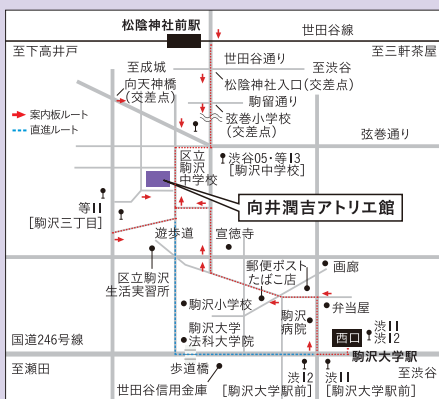 松陰神社前駅
世田谷線
至下高井戸
至三軒茶屋
世田谷通り
至成城
至渋谷
向天神橋
(交差点)
松陰神社入口(交差点)
駒留通り
案内板ルート
直進ルート
弦巻小学校
(交差点)
弦巻通り
区立
駒沢
中学校
渋谷05・等13
[駒沢中学校]
等11
[駒沢三丁目]
向井潤吉アトリエ館
遊歩道
宣徳寺
郵便ポスト
たばこ店
画廊
区立駒沢
生活実習所
駒沢小学校
弁当屋
駒沢
病院
駒沢大学
法科大学院
西口
渋11
渋12
国道246号線
駒沢大学駅
至瀬田
至渋谷
歩道橋
渋12
渋11
世田谷信用金庫
[駒沢大学駅前]
[駒沢大学駅前]